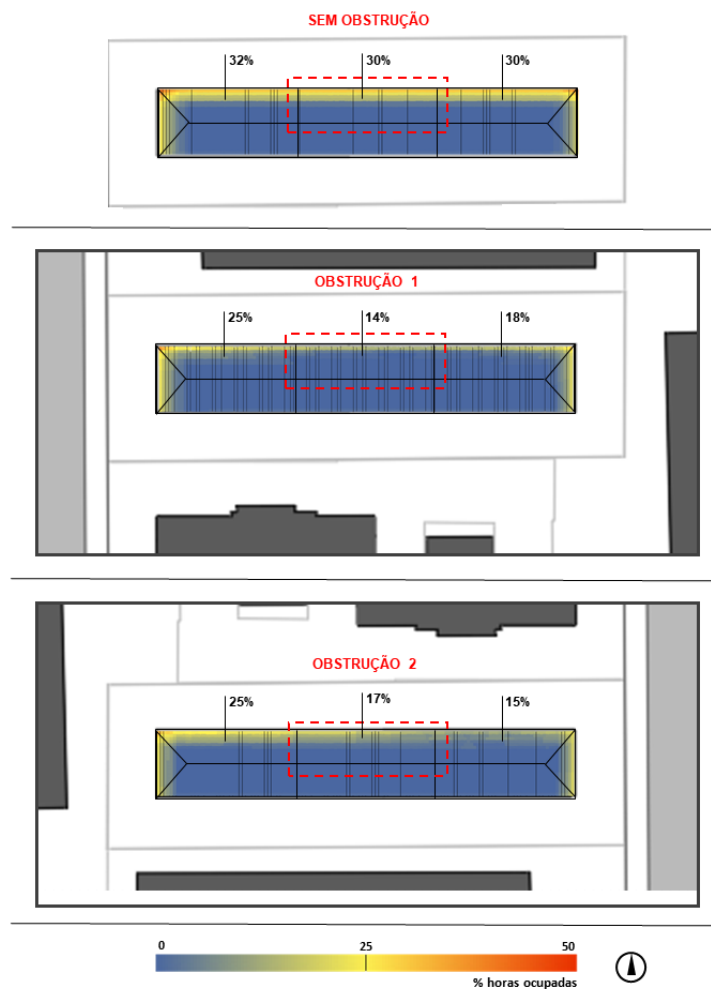 SEM OBSTRUÇÃO
32% 30% 30%
OBSTRUÇÃO 1
25% 14% 18%
OBSTRUÇÃO 2
25% 17% 15%
0 25 50
% horas ocupadas